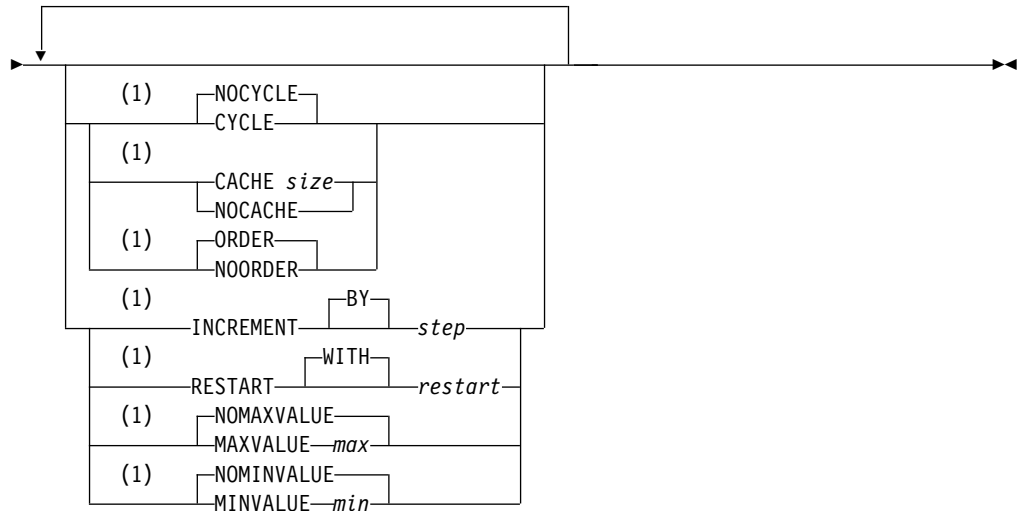 (1) NOCYCLE
CYCLE
(1)
CACHE size
NOCACHE
(1) ORDER
NOORDER
(1) BY
INCREMENT step
(1) WITH
RESTART restart
(1) NOMAXVALUE
MAXVALUE max
(1) NOMINVALUE
MINVALUE min